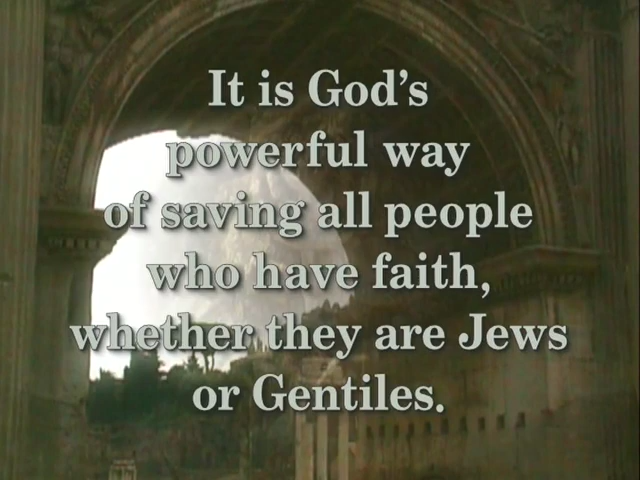 It is God's
powerful way
of saving all people
who have faith,
whether they are Jews
or Gentiles.